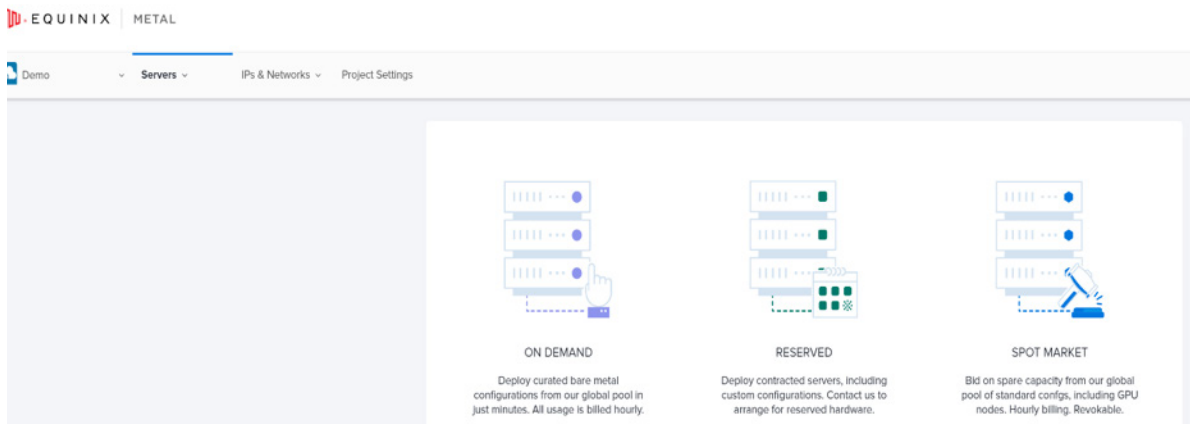 EQUINIX METAL
Demo Servers IPs & Networks Project Settings
ON DEMAND
Deploy curated bare metal
configurations from our global pool in
just minutes. All usage is billed hourly.
RESERVED
Deploy contracted servers, including
custom configurations. Contact us to
arrange for reserved hardware.
SPOT MARKET
Bid on spare capacity from our global
pool of standard confgs, including GPU
nodes. Hourly billing. Revokable.